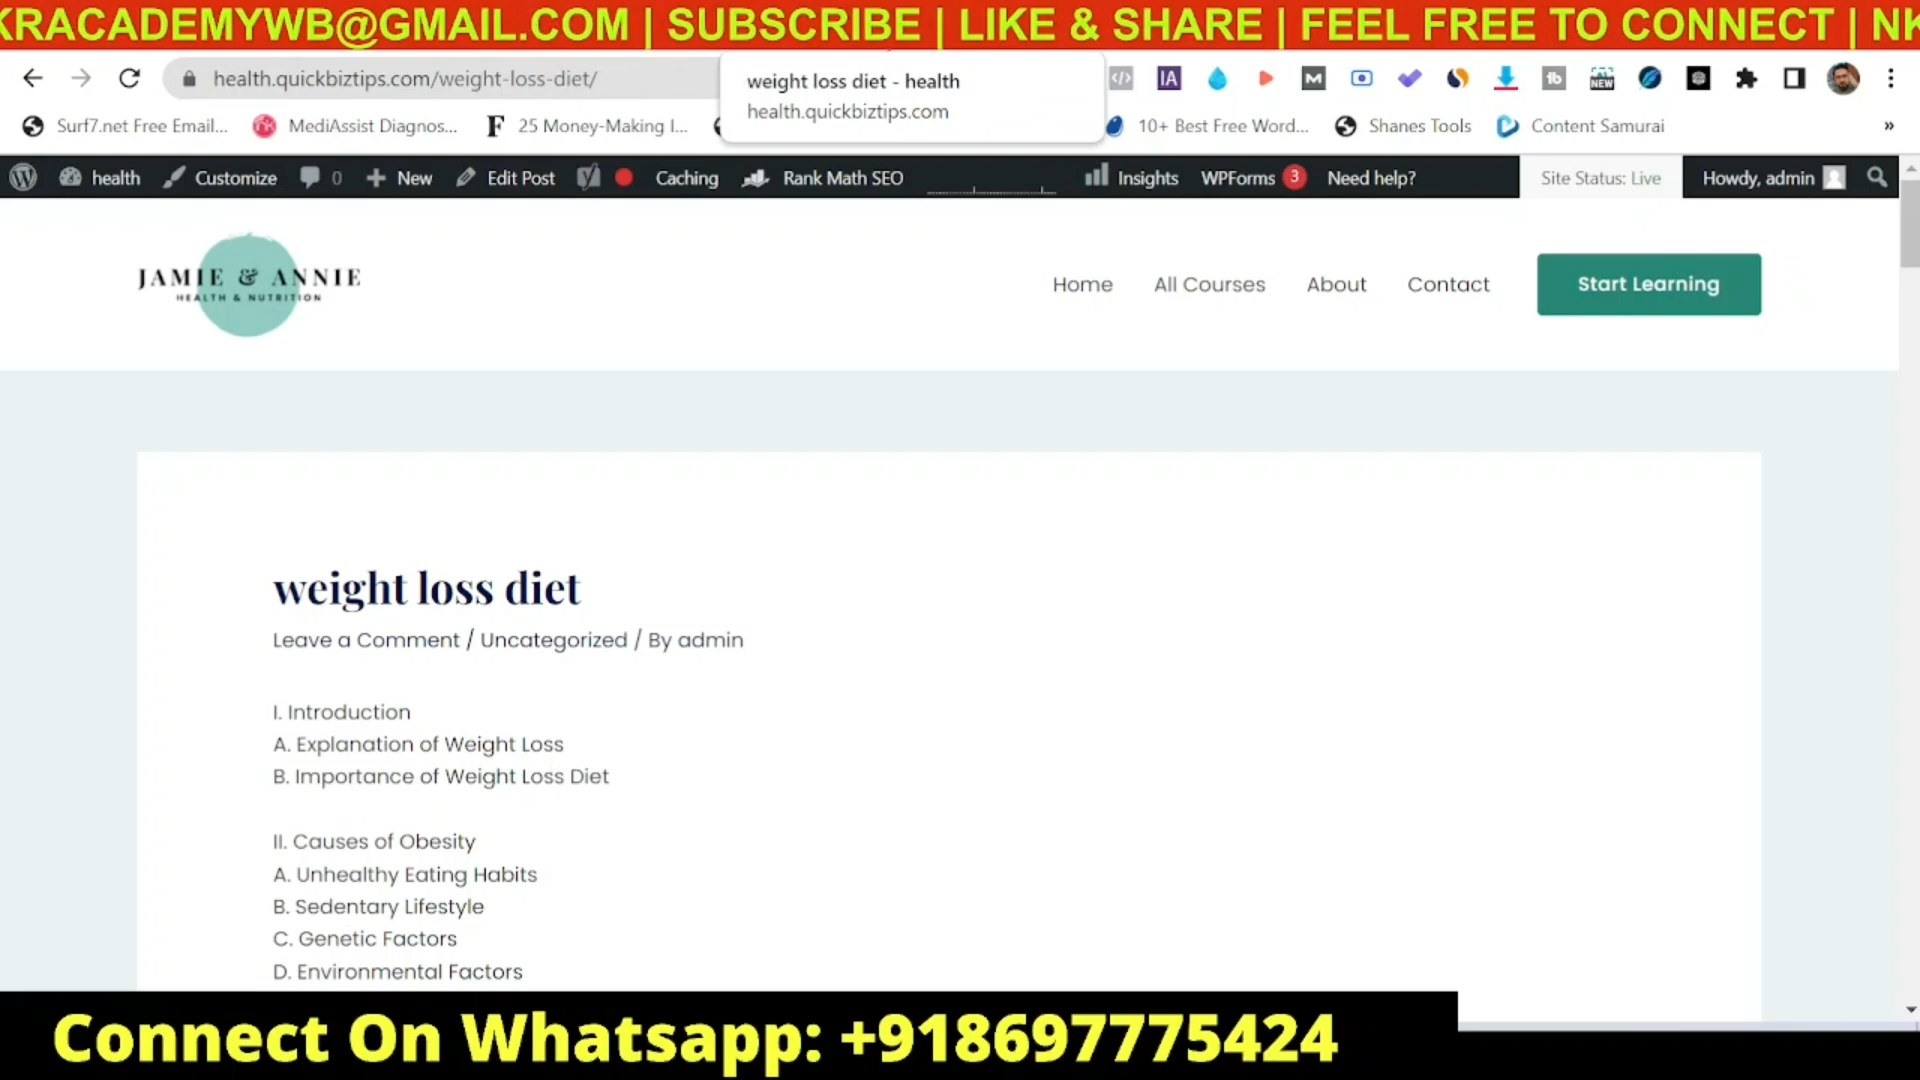 KRACADEMYWB@GMAIL.COM | SUBSCRIBE | LIKE & SHARE | FEEL FREE TO CONNECT | NK
health.quickbiztips.com/weight-loss-diet/
weight loss diet - health
health.quickbiztips.com
IA
M
tb
NEW
Surf7.net Free Email...
MediAssist Diagnos...
F 25 Money-Making I...
10+ Best Free Word...
Shanes Tools
Content Samurai
»
health
Customize
0
New
Edit Post
Caching
Rank Math SEO
Insights
WPForms 3
Need help?
Site Status: Live
Howdy, admin
JAMIE & ANNIE
HEALTH & NUTRITION
Home
All Courses
About
Contact
Start Learning
weight loss diet
Leave a Comment / Uncategorized / By admin
I. Introduction
A. Explanation of Weight Loss
B. Importance of Weight Loss Diet
II. Causes of Obesity
A. Unhealthy Eating Habits
B. Sedentary Lifestyle
C. Genetic Factors
D. Environmental Factors
Connect On Whatsapp: +918697775424